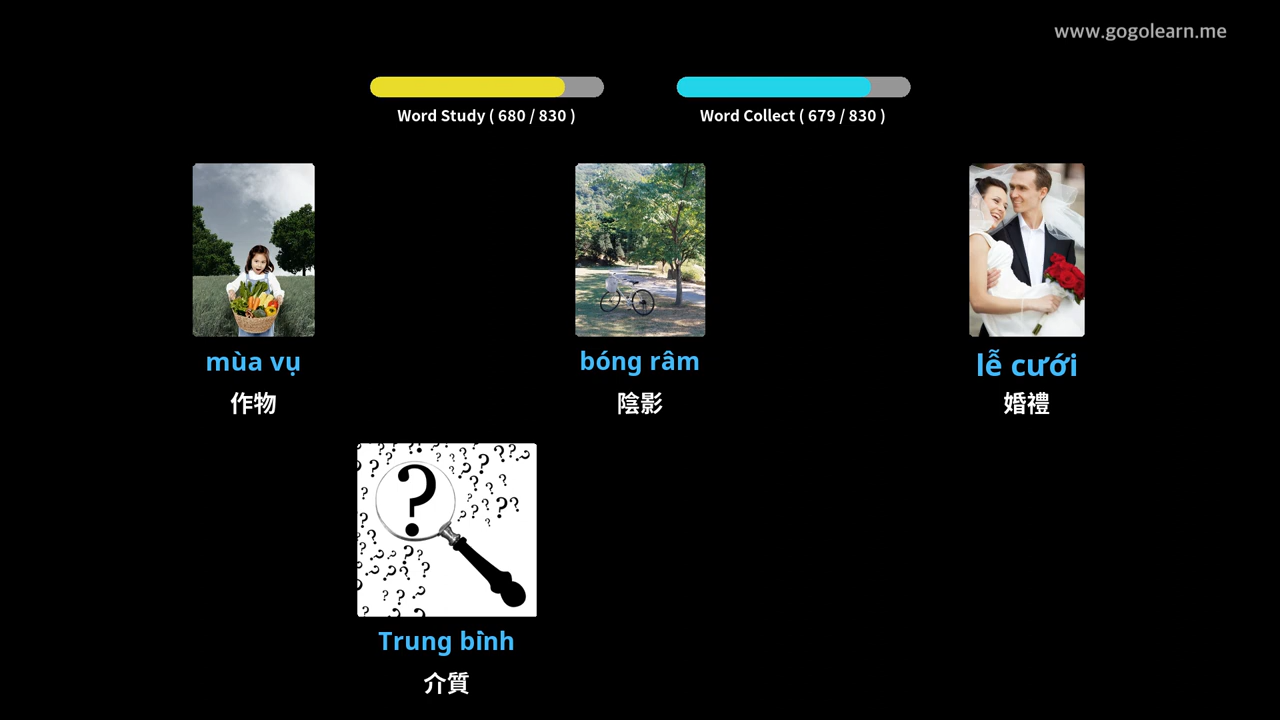 www.gogolearn.me
Word Study ( 680 / 830 )
Word Collect ( 679 / 830 )
mùa vụ
bóng râm
lễ cưới
作物
陰影
婚禮
Trung bình
介質